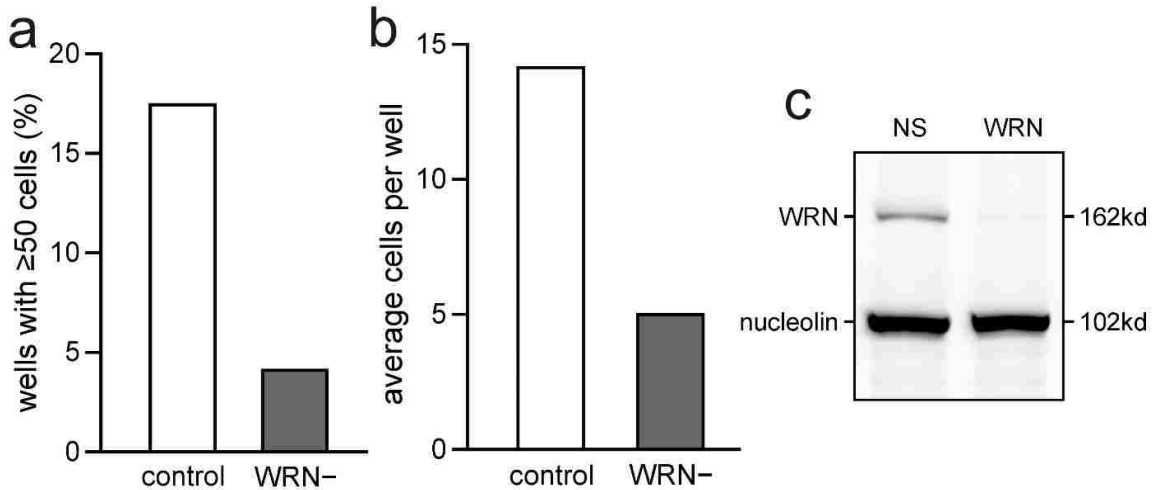 a
wells with ≥50 cells (%)
20
15
10
5
0
control
WRN–
b
average cells per well
15
10
5
0
control
WRN–
c
NS
WRN
WRN
162kd
nucleolin
102kd